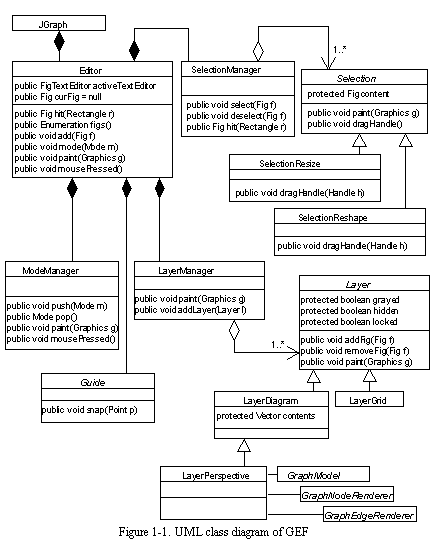 JGraph
Editor
public FigTextEditor activeTextEditor
public Fig curFig = null
public Fig hit(Rectangle r)
public Enumeration figs()
public void add(Fig f)
public void mode(Mode m)
public void paint(Graphics g)
public void mousePressed()
SelectionManager
public void select(Fig f)
public void deselect(Fig f)
public Fig hit(Rectangle r)
1..*
Selection
protected Fig content
public void paint(Graphics g)
public void dragHandle()
SelectionResize
public void dragHandle(Handle h)
SelectionReshape
public void dragHandle(Handle h)
ModeManager
public void push(Mode m)
public Mode pop()
public void paint(Graphics g)
public void mousePressed()
LayerManager
public void paint(Graphics g)
public void addLayer(Layer l)
1..*
Layer
protected boolean grayed
protected boolean hidden
protected boolean locked
public void addFig(Fig f)
public void removeFig(Fig f)
public void paint(Graphics g)
Guide
public void snap(Point p)
LayerDiagram
protected Vector contents
LayerGrid
LayerPerspective
GraphModel
GraphNodeRenderer
GraphEdgeRenderer
Figure 1-1. UML class diagram of GEF